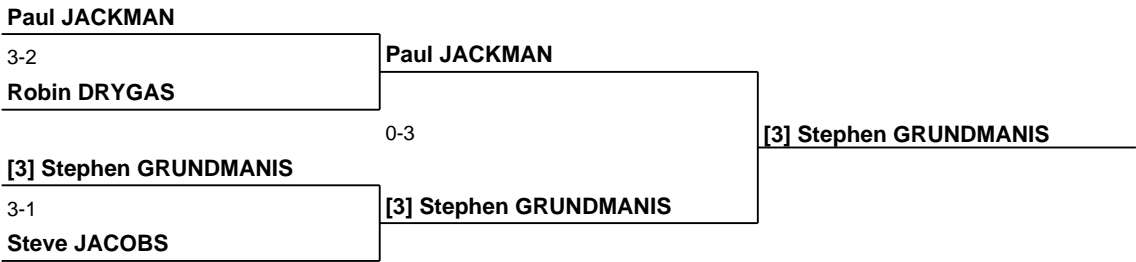 Paul JACKMAN
3-2
Paul JACKMAN
Robin DRYGAS
0-3
[3] Stephen GRUNDMANIS
[3] Stephen GRUNDMANIS
3-1
[3] Stephen GRUNDMANIS
Steve JACOBS